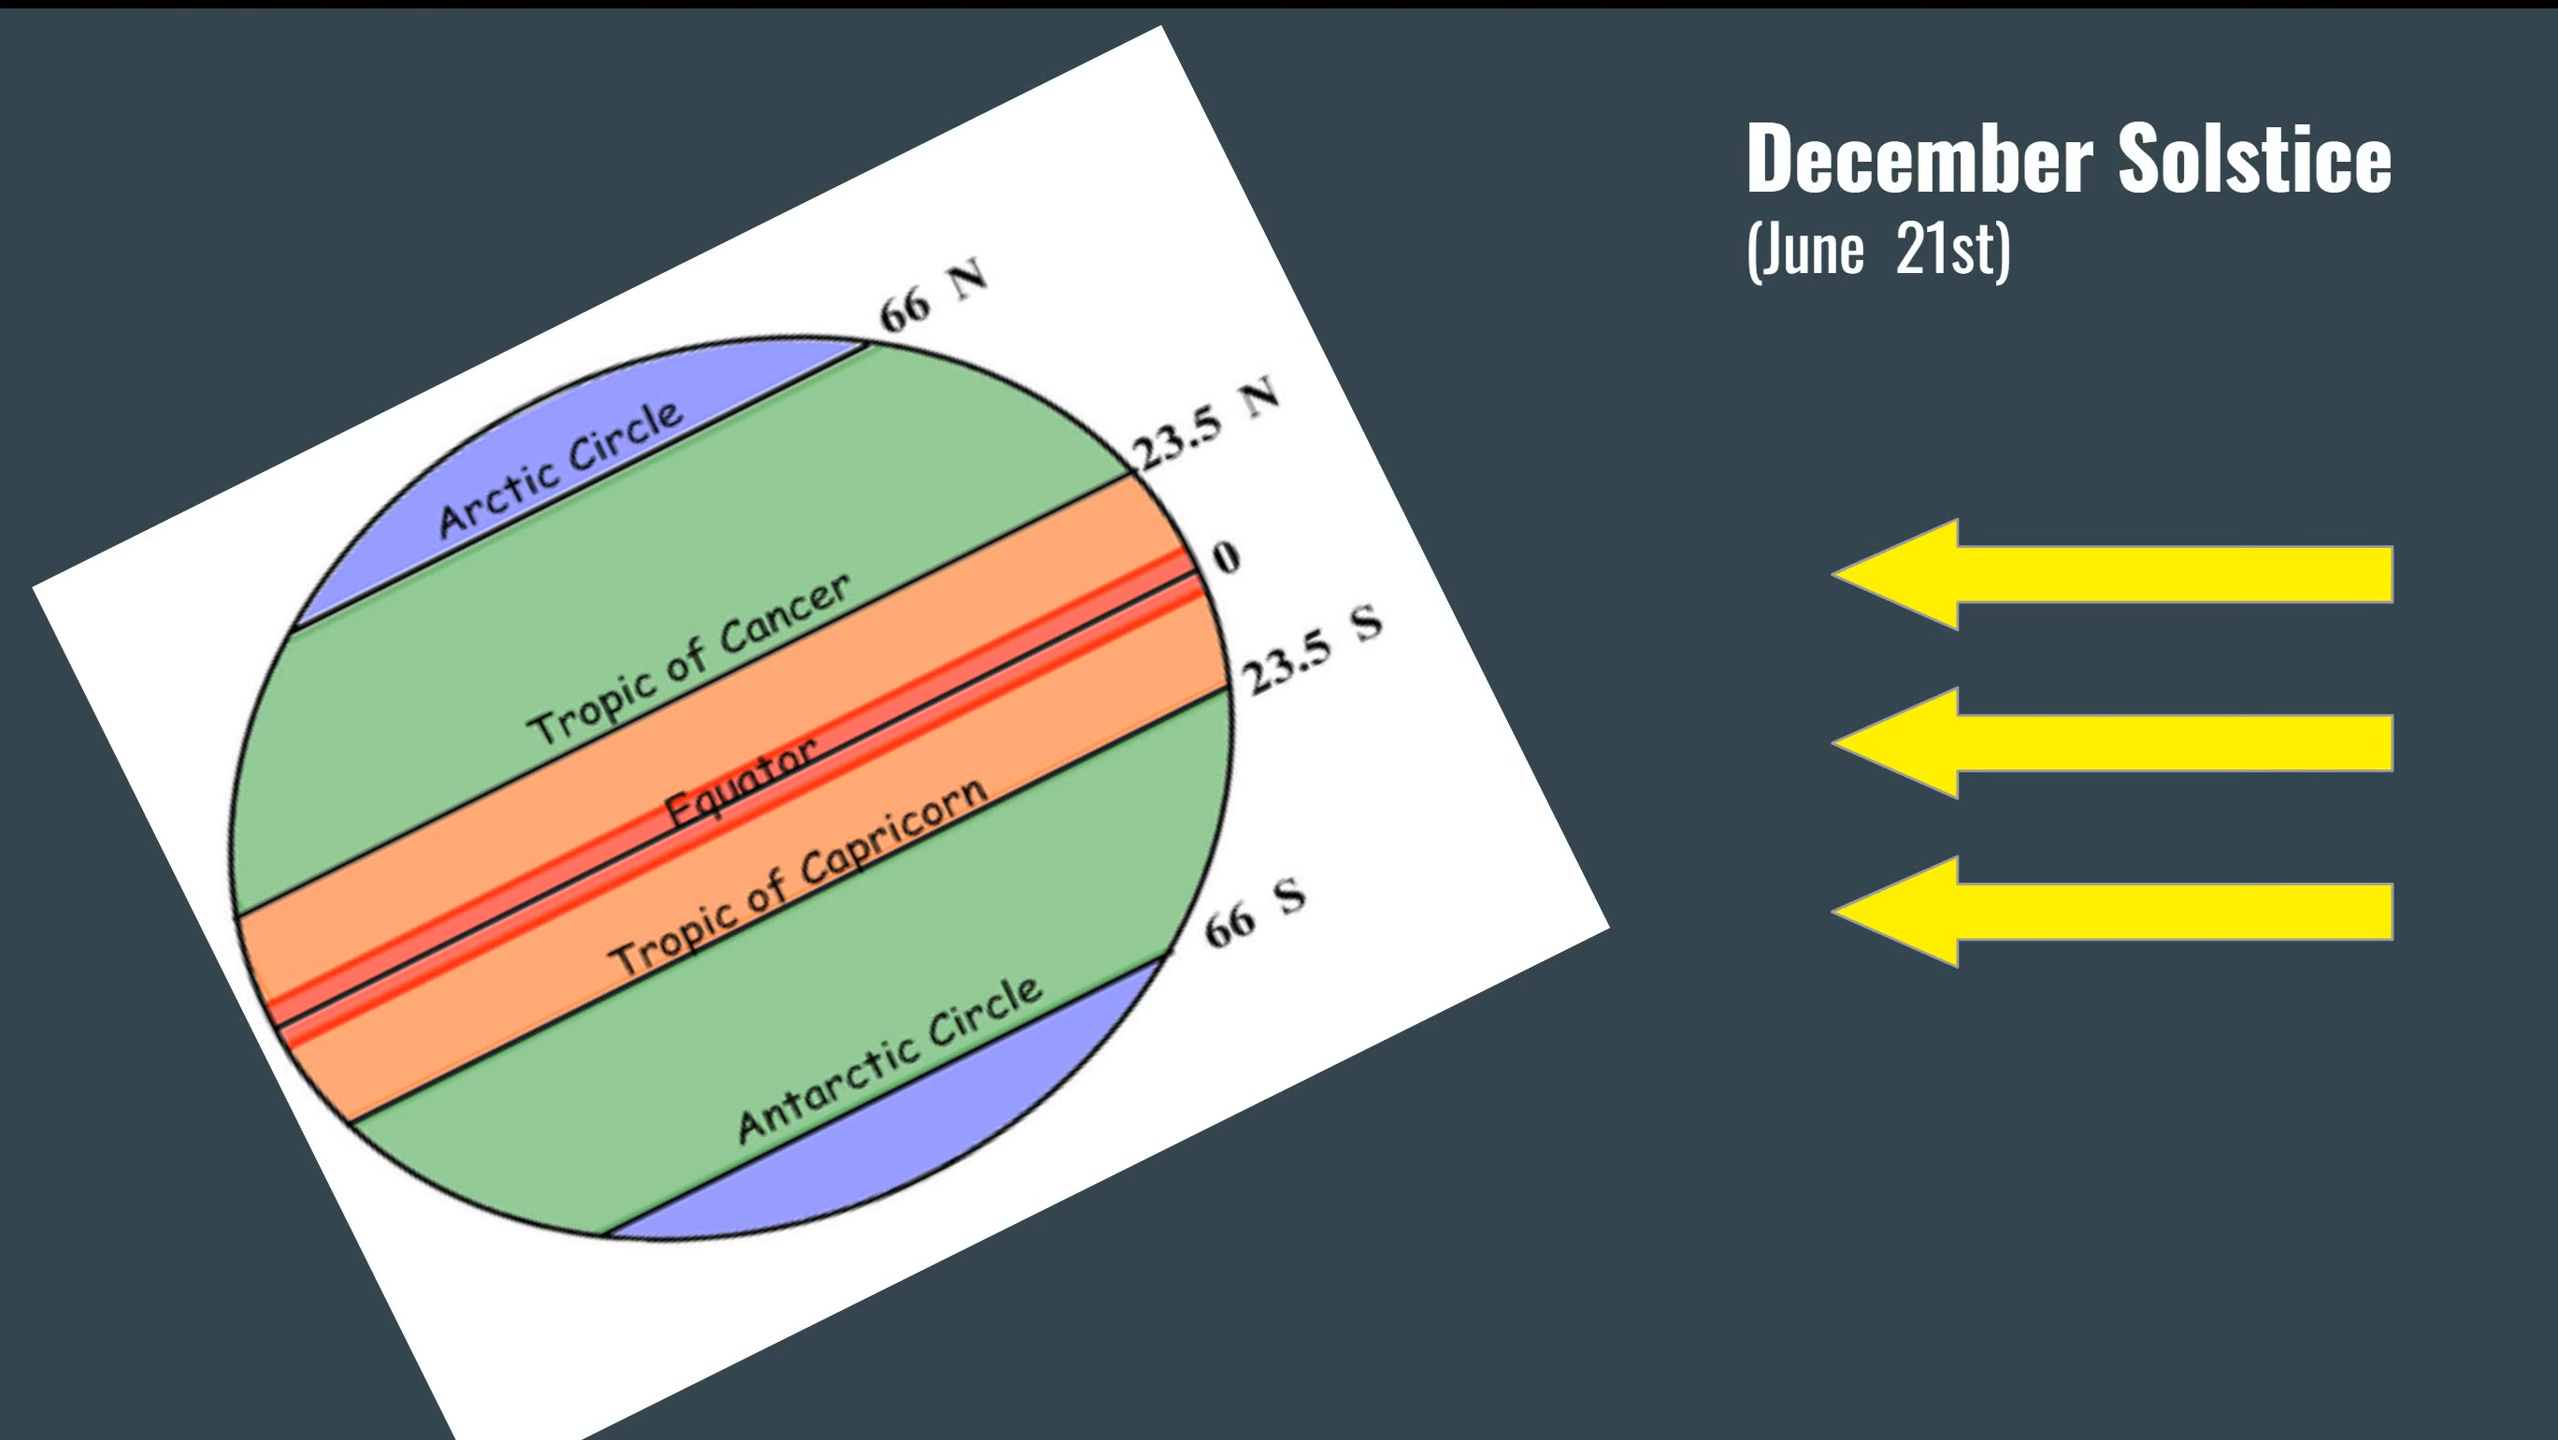 December Solstice
(June 21st)
66 N
23.5 N
0
23.5 S
66 S
Arctic Circle
Tropic of Cancer
Equator
Tropic of Capricorn
Antarctic Circle